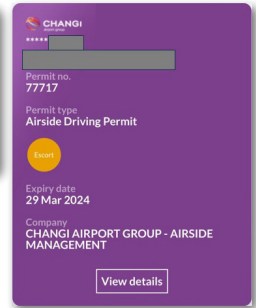 CHANGI
airport group
*****
Permit no.
77717
Permit type
Airside Driving Permit
Escort
Expiry date
29 Mar 2024
Company
CHANGI AIRPORT GROUP - AIRSIDE
MANAGEMENT
View details